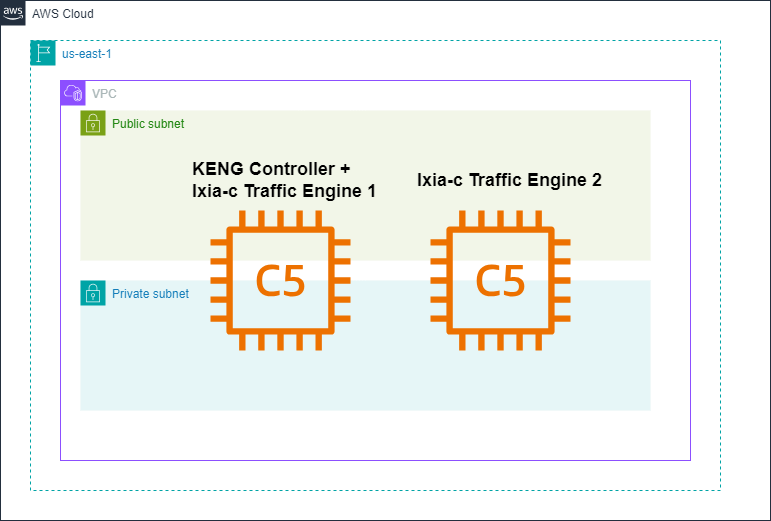 aws
AWS Cloud
us-east-1
VPC
Public subnet
KENG Controller +
Ixia-c Traffic Engine 1
Ixia-c Traffic Engine 2
C5
C5
Private subnet